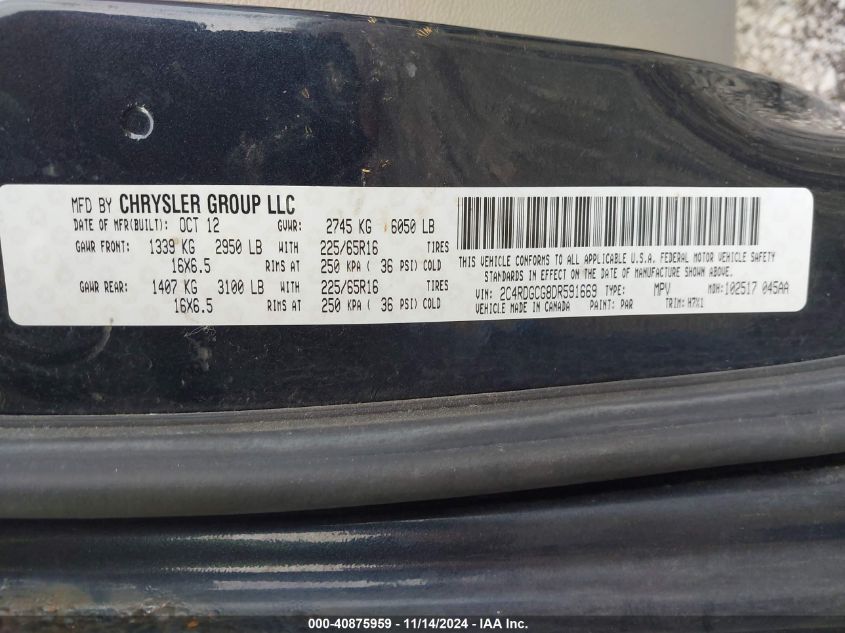 MFD BY CHRYSLER GROUP LLC
DATE OF MFR(BUILT): OCT 12 GVWR: 2745 KG 6050 LB
GAWR FRONT: 1339 KG 2950 LB WITH 225/65R16 TIRES
16X6.5 RIMS AT 250 KPA ( 36 PSI) COLD
GAWR REAR: 1407 KG 3100 LB WITH 225/65R16 TIRES
16X6.5 RIMS AT 250 KPA ( 36 PSI) COLD
THIS VEHICLE CONFORMS TO ALL APPLICABLE U.S.A. FEDERAL MOTOR VEHICLE SAFETY
STANDARDS IN EFFECT ON THE DATE OF MANUFACTURE SHOWN ABOVE.
VIN: 2C4RDGCG8DR591669 TYPE: MPV MDH: 102517 045AA
VEHICLE MADE IN CANADA PAINT: PAR TRIM: H7X1
000-40875959 - 11/14/2024 - IAA Inc.